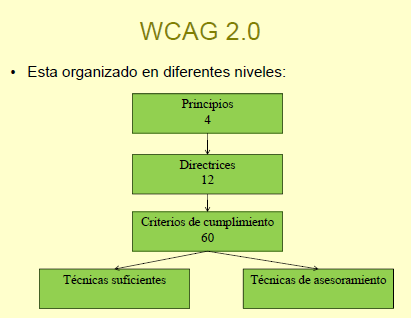 WCAG 2.0
• Esta organizado en diferentes niveles:
Principios
4
Directrices
12
Criterios de cumplimiento
60
Técnicas suficientes
Técnicas de asesoramiento